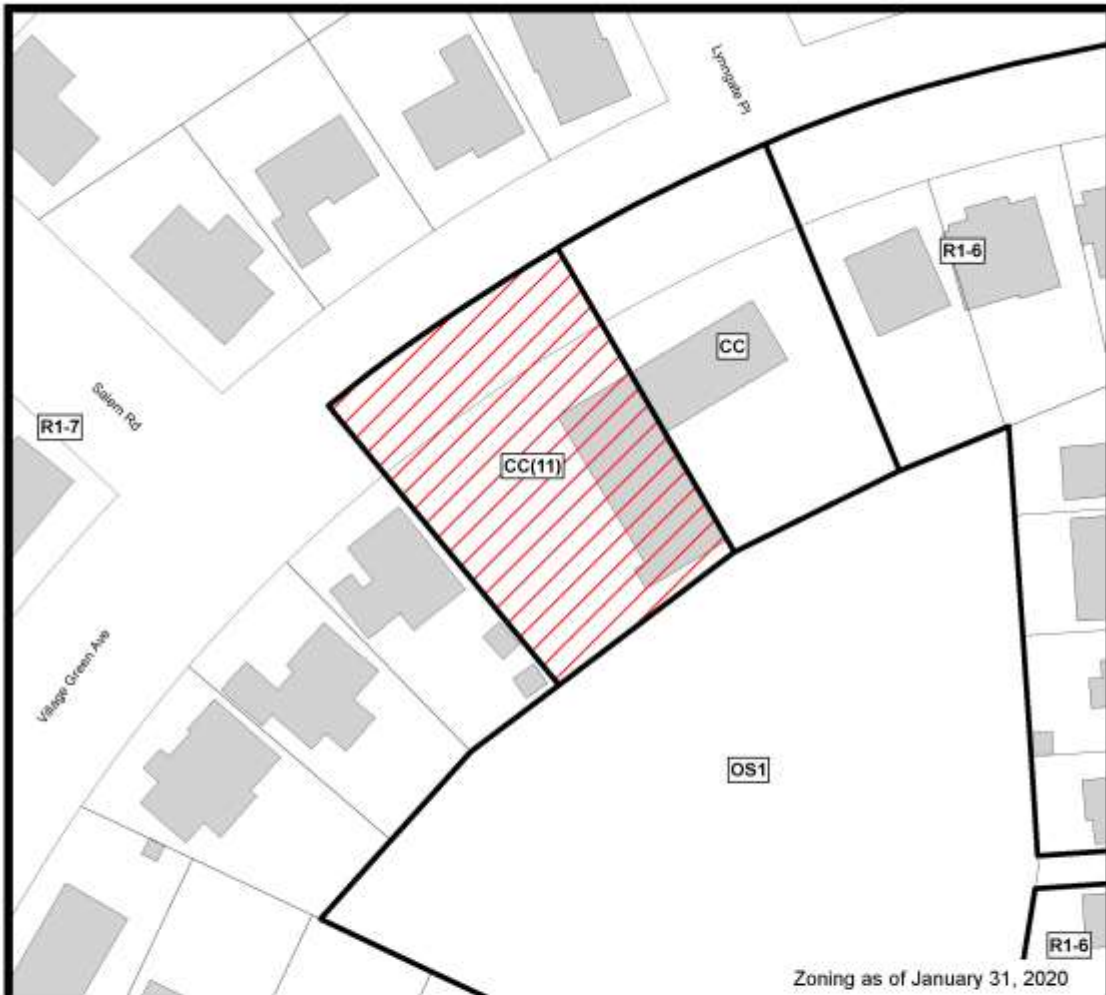 Lynngate Pl
R1-6
CC
Salem Rd
R1-7
CC(11)
Village Green Ave
OS1
R1-6
Zoning as of January 31, 2020